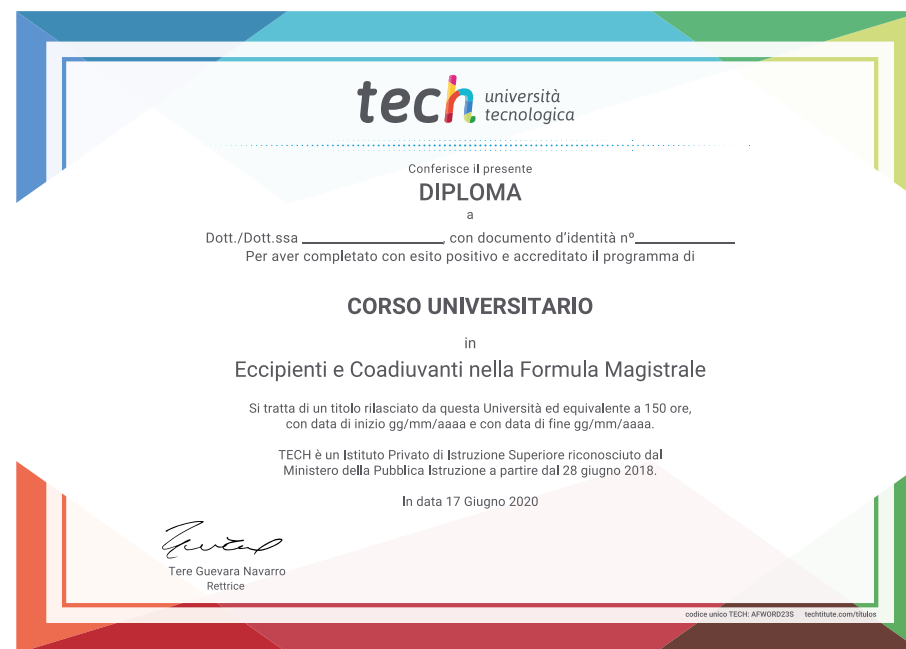 tech università
tecnologica
Conferisce il presente
DIPLOMA
a
Dott./Dott.ssa ____________________, con documento d'identità nº______________
Per aver completato con esito positivo e accreditato il programma di
CORSO UNIVERSITARIO
in
Eccipienti e Coadiuvanti nella Formula Magistrale
Si tratta di un titolo rilasciato da questa Università ed equivalente a 150 ore,
con data di inizio gg/mm/aaaa e con data di fine gg/mm/aaaa.
TECH è un Istituto Privato di Istruzione Superiore riconosciuto dal
Ministero della Pubblica Istruzione a partire dal 28 giugno 2018.
In data 17 Giugno 2020
Tere Guevara Navarro
Rettrice
codice unico TECH: AFWORD23S techtitute.com/titulos